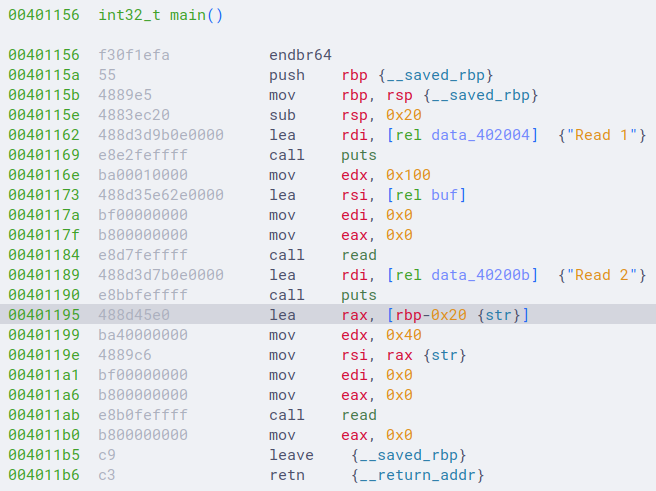 00401156 int32_t main()
00401156 f30f1efa endbr64
0040115a 55 push rbp {__saved_rbp}
0040115b 4889e5 mov rbp, rsp {__saved_rbp}
0040115e 4883ec20 sub rsp, 0x20
00401162 488d3d9b0e0000 lea rdi, [rel data_402004] {"Read 1"}
00401169 e8e2feffff call puts
0040116e ba00010000 mov edx, 0x100
00401173 488d35e62e0000 lea rsi, [rel buf]
0040117a bf00000000 mov edi, 0x0
0040117f b800000000 mov eax, 0x0
00401184 e8d7feffff call read
00401189 488d3d7b0e0000 lea rdi, [rel data_40200b] {"Read 2"}
00401190 e8bbfeffff call puts
00401195 488d45e0 lea rax, [rbp-0x20 {str}]
00401199 ba40000000 mov edx, 0x40
0040119e 4889c6 mov rsi, rax {str}
004011a1 bf00000000 mov edi, 0x0
004011a6 b800000000 mov eax, 0x0
004011ab e8b0feffff call read
004011b0 b800000000 mov eax, 0x0
004011b5 c9 leave {__saved_rbp}
004011b6 c3 retn {__return_addr}